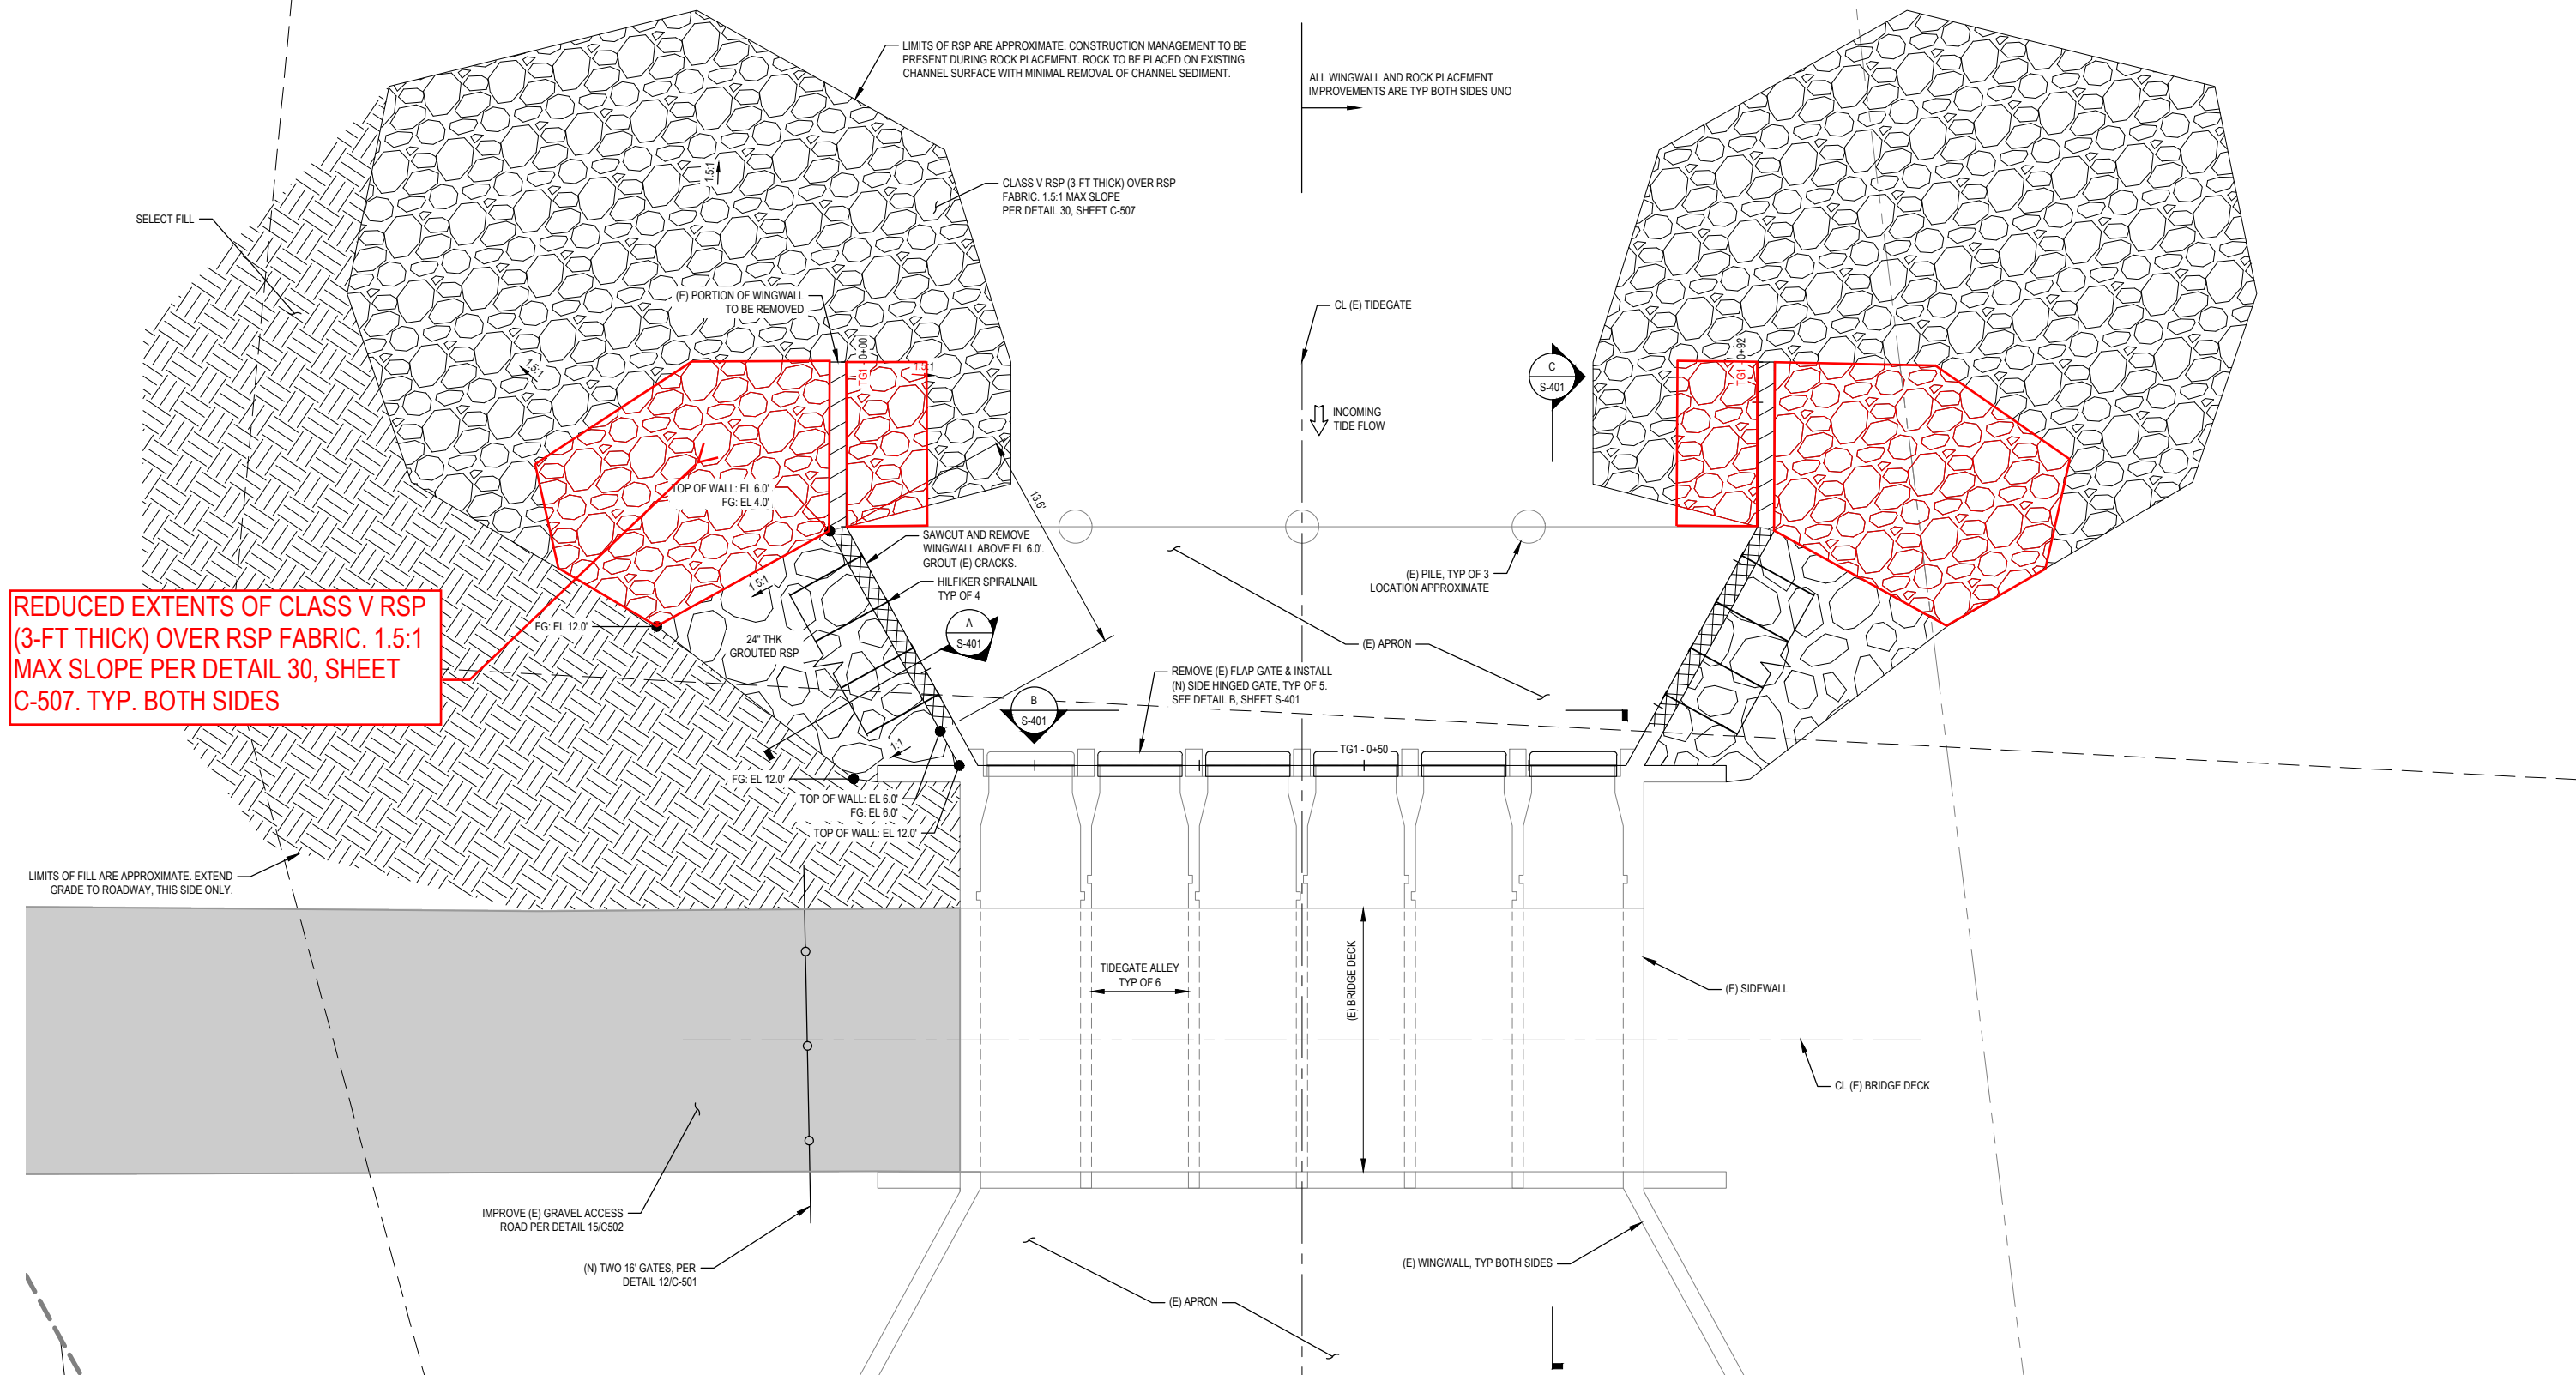 LIMITS OF RSP ARE APPROXIMATE. CONSTRUCTION MANAGEMENT TO BE
PRESENT DURING ROCK PLACEMENT. ROCK TO BE PLACED ON EXISTING
CHANNEL SURFACE WITH MINIMAL REMOVAL OF CHANNEL SEDIMENT.
ALL WINGWALL AND ROCK PLACEMENT
IMPROVEMENTS ARE TYP BOTH SIDES UNO
1.5:1
CLASS V RSP (3-FT THICK) OVER RSP
FABRIC. 1.5:1 MAX SLOPE
PER DETAIL 30, SHEET C-507
SELECT FILL
(E) PORTION OF WINGWALL
TO BE REMOVED
CL (E) TIDEGATE
TG1 - 0+00
1.5:1
1.5:1
TG1 - 0+92
C
S-401
INCOMING
TIDE FLOW
TOP OF WALL: EL 6.0'
FG: EL 4.0'
13.6'
SAWCUT AND REMOVE
WINGWALL ABOVE EL 6.0'.
GROUT (E) CRACKS.
HILFIKER SPIRALNAIL
TYP OF 4
(E) PILE, TYP OF 3
LOCATION APPROXIMATE
1.5:1
REDUCED EXTENTS OF CLASS V RSP
(3-FT THICK) OVER RSP FABRIC. 1.5:1
MAX SLOPE PER DETAIL 30, SHEET
C-507. TYP. BOTH SIDES
FG: EL 12.0'
24" THK
GROUTED RSP
A
S-401
(E) APRON
REMOVE (E) FLAP GATE & INSTALL
(N) SIDE HINGED GATE, TYP OF 5.
SEE DETAIL B, SHEET S-401
B
S-401
1:1
TG1 - 0+50
FG: EL 12.0'
TOP OF WALL: EL 6.0'
FG: EL 6.0'
TOP OF WALL: EL 12.0'
LIMITS OF FILL ARE APPROXIMATE. EXTEND
GRADE TO ROADWAY, THIS SIDE ONLY.
TIDEGATE ALLEY
TYP OF 6
(E) BRIDGE DECK
(E) SIDEWALL
CL (E) BRIDGE DECK
IMPROVE (E) GRAVEL ACCESS
ROAD PER DETAIL 15/C502
(N) TWO 16' GATES, PER
DETAIL 12/C-501
(E) WINGWALL, TYP BOTH SIDES
(E) APRON